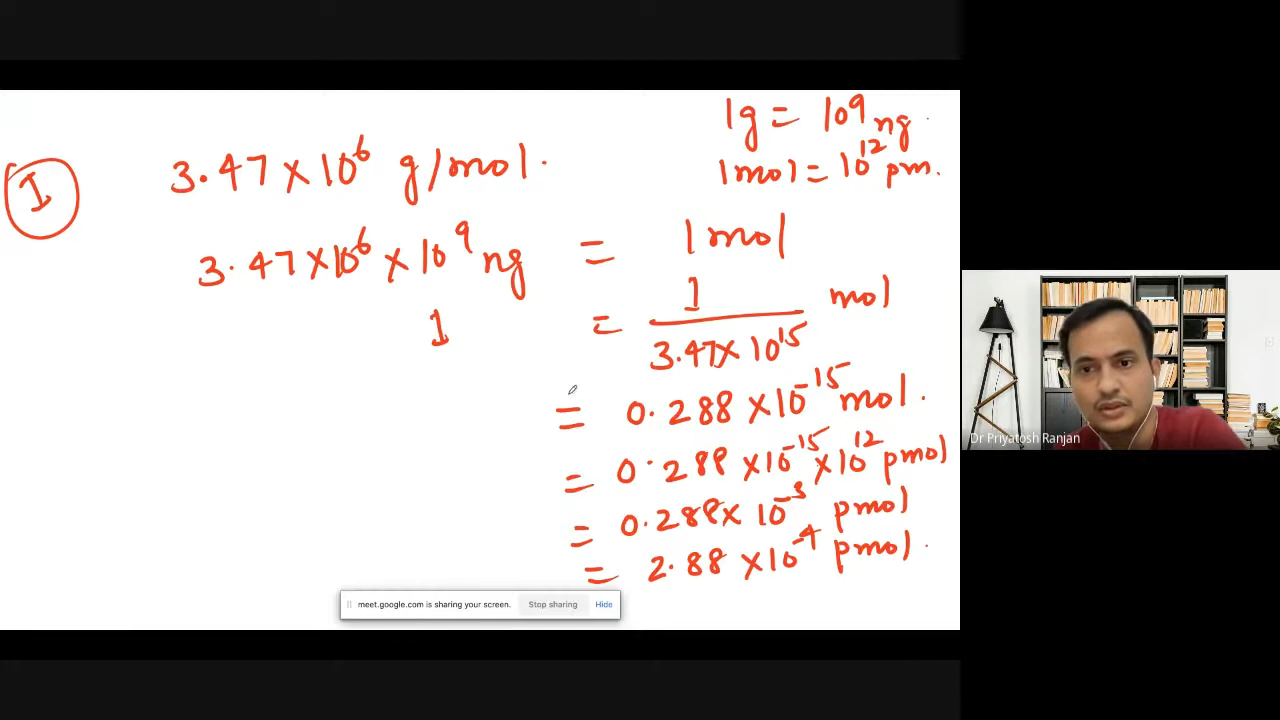 1g = 10⁹ ng
1mol = 10¹² pm.
I
3.47 × 10⁶ g/mol.
3.47 × 10⁶ × 10⁹ ng = 1mol
1 = 1 / 3.47 × 10¹⁵ mol
= 0.288 × 10⁻¹⁵ mol.
= 0.288 × 10⁻¹⁵ × 10¹² pmol
= 0.288 × 10⁻³ pmol
= 2.88 × 10⁻⁴ pmol.
Dr Priyatosh Ranjan
meet.google.com is sharing your screen. Stop sharing Hide